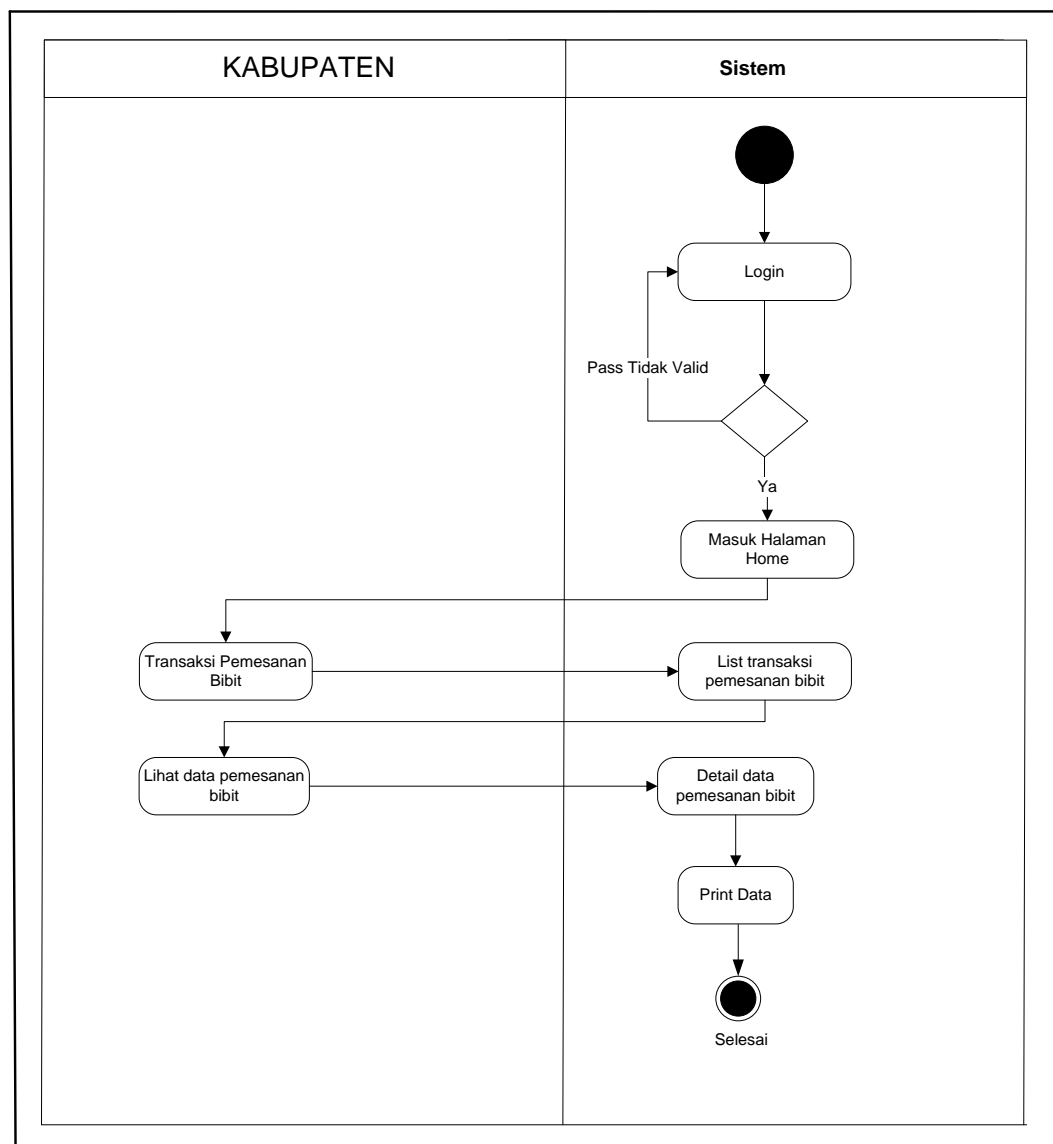 KABUPATEN
Sistem
Login
Pass Tidak Valid
Ya
Masuk Halaman
Home
Transaksi Pemesanan
Bibit
List transaksi
pemesanan bibit
Lihat data pemesanan
bibit
Detail data
pemesanan bibit
Print Data
Selesai